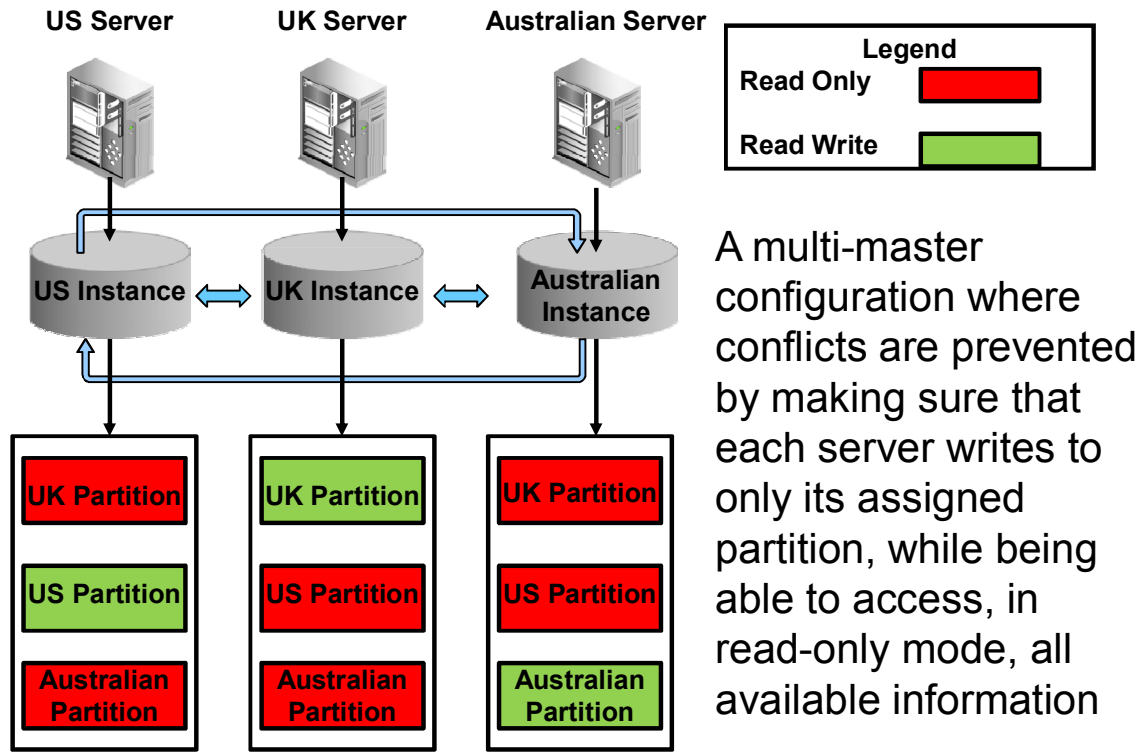 US Server
UK Server
Australian Server
Legend
Read Only
Read Write
US Instance
UK Instance
Australian
Instance
UK Partition
US Partition
Australian
Partition
UK Partition
US Partition
Australian
Partition
UK Partition
US Partition
Australian
Partition
A multi-master
configuration where
conflicts are prevented
by making sure that
each server writes to
only its assigned
partition, while being
able to access, in
read-only mode, all
available information